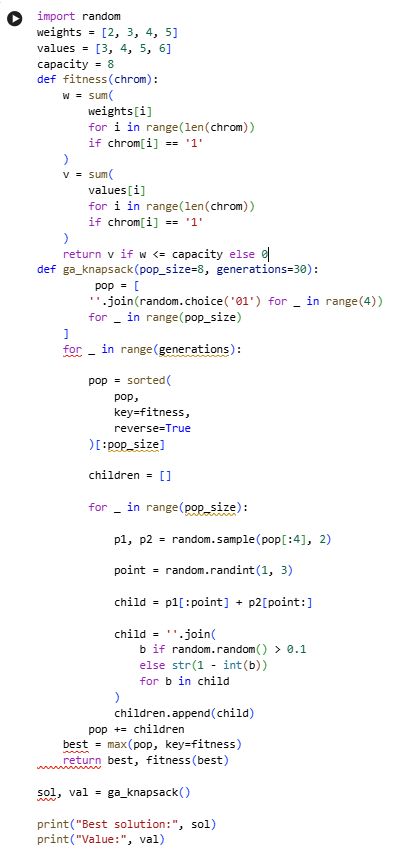 import random
weights = [2, 3, 4, 5]
values = [3, 4, 5, 6]
capacity = 8
def fitness(chrom):
    w = sum(
        weights[i]
        for i in range(len(chrom))
        if chrom[i] == '1'
    )
    v = sum(
        values[i]
        for i in range(len(chrom))
        if chrom[i] == '1'
    )
    return v if w <= capacity else 0
def ga_knapsack(pop_size=8, generations=30):
         pop = [
        ''.join(random.choice('01') for _ in range(4))
        for _ in range(pop_size)
    ]
    for _ in range(generations):

        pop = sorted(
            pop,
            key=fitness,
            reverse=True
        )[:pop_size]

        children = []

        for _ in range(pop_size):

            p1, p2 = random.sample(pop[:4], 2)

            point = random.randint(1, 3)

            child = p1[:point] + p2[point:]

            child = ''.join(
                b if random.random() > 0.1
                else str(1 - int(b))
                for b in child
            )
            children.append(child)
        pop += children
    best = max(pop, key=fitness)
    return best, fitness(best)

sol, val = ga_knapsack()

print("Best solution:", sol)
print("Value:", val)